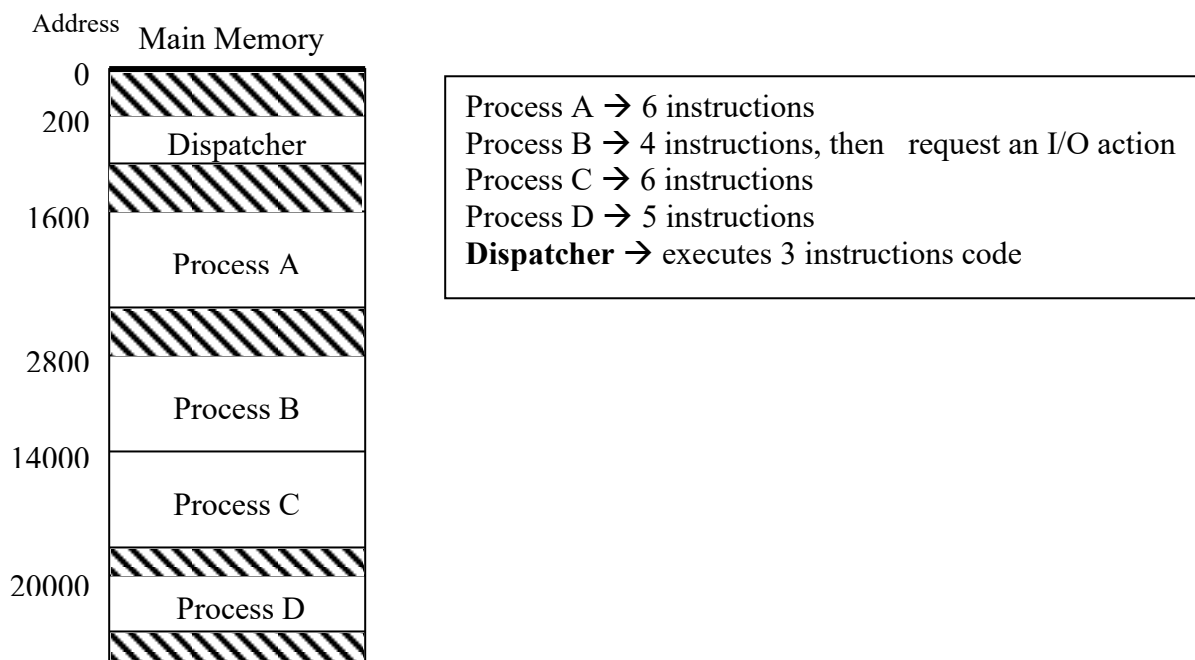 Address
Main Memory
0
200
Dispatcher
1600
Process A
2800
Process B
14000
Process C
20000
Process D
Process A → 6 instructions
Process B → 4 instructions, then request an I/O action
Process C → 6 instructions
Process D → 5 instructions
Dispatcher → executes 3 instructions code